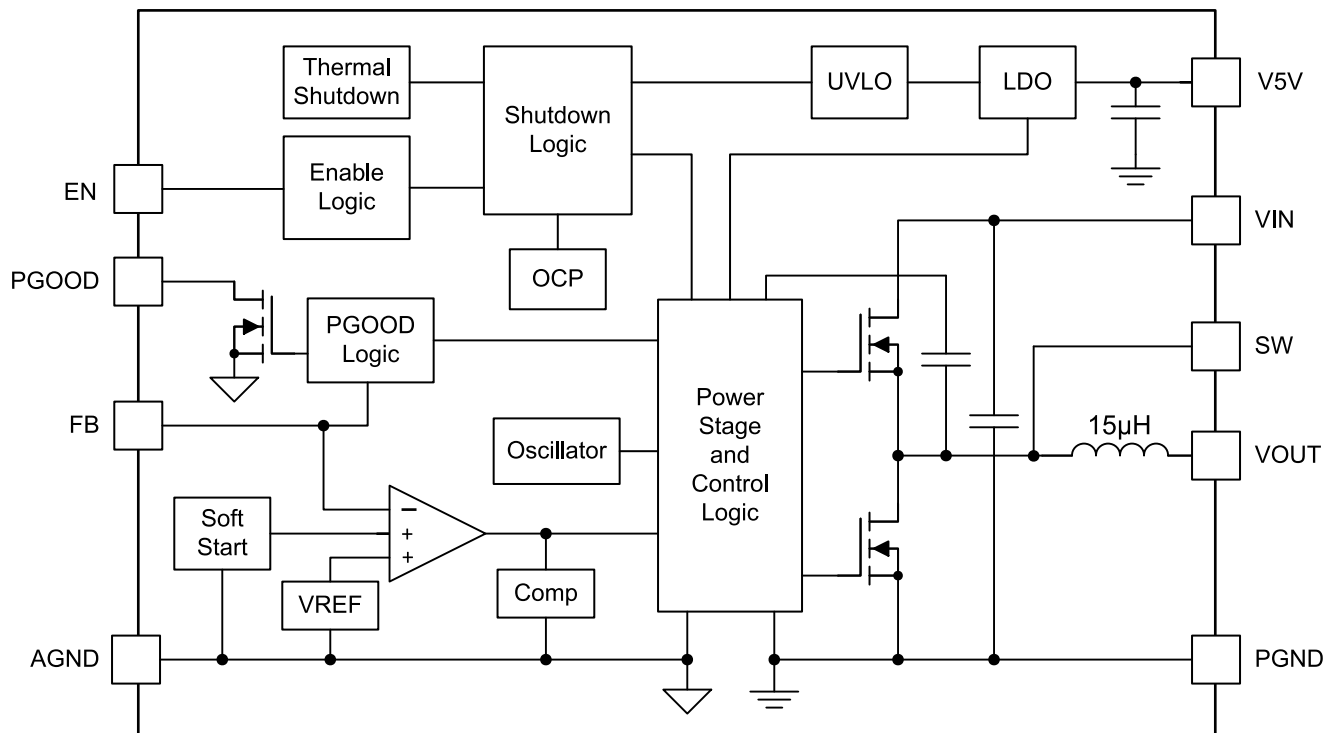 Thermal
Shutdown
Shutdown
Logic
UVLO
LDO
V5V
EN
Enable
Logic
VIN
PGOOD
OCP
PGOOD
Logic
SW
FB
Oscillator
Power
Stage
and
Control
Logic
15µH
VOUT
Soft
Start
−
+
+
VREF
Comp
AGND
PGND